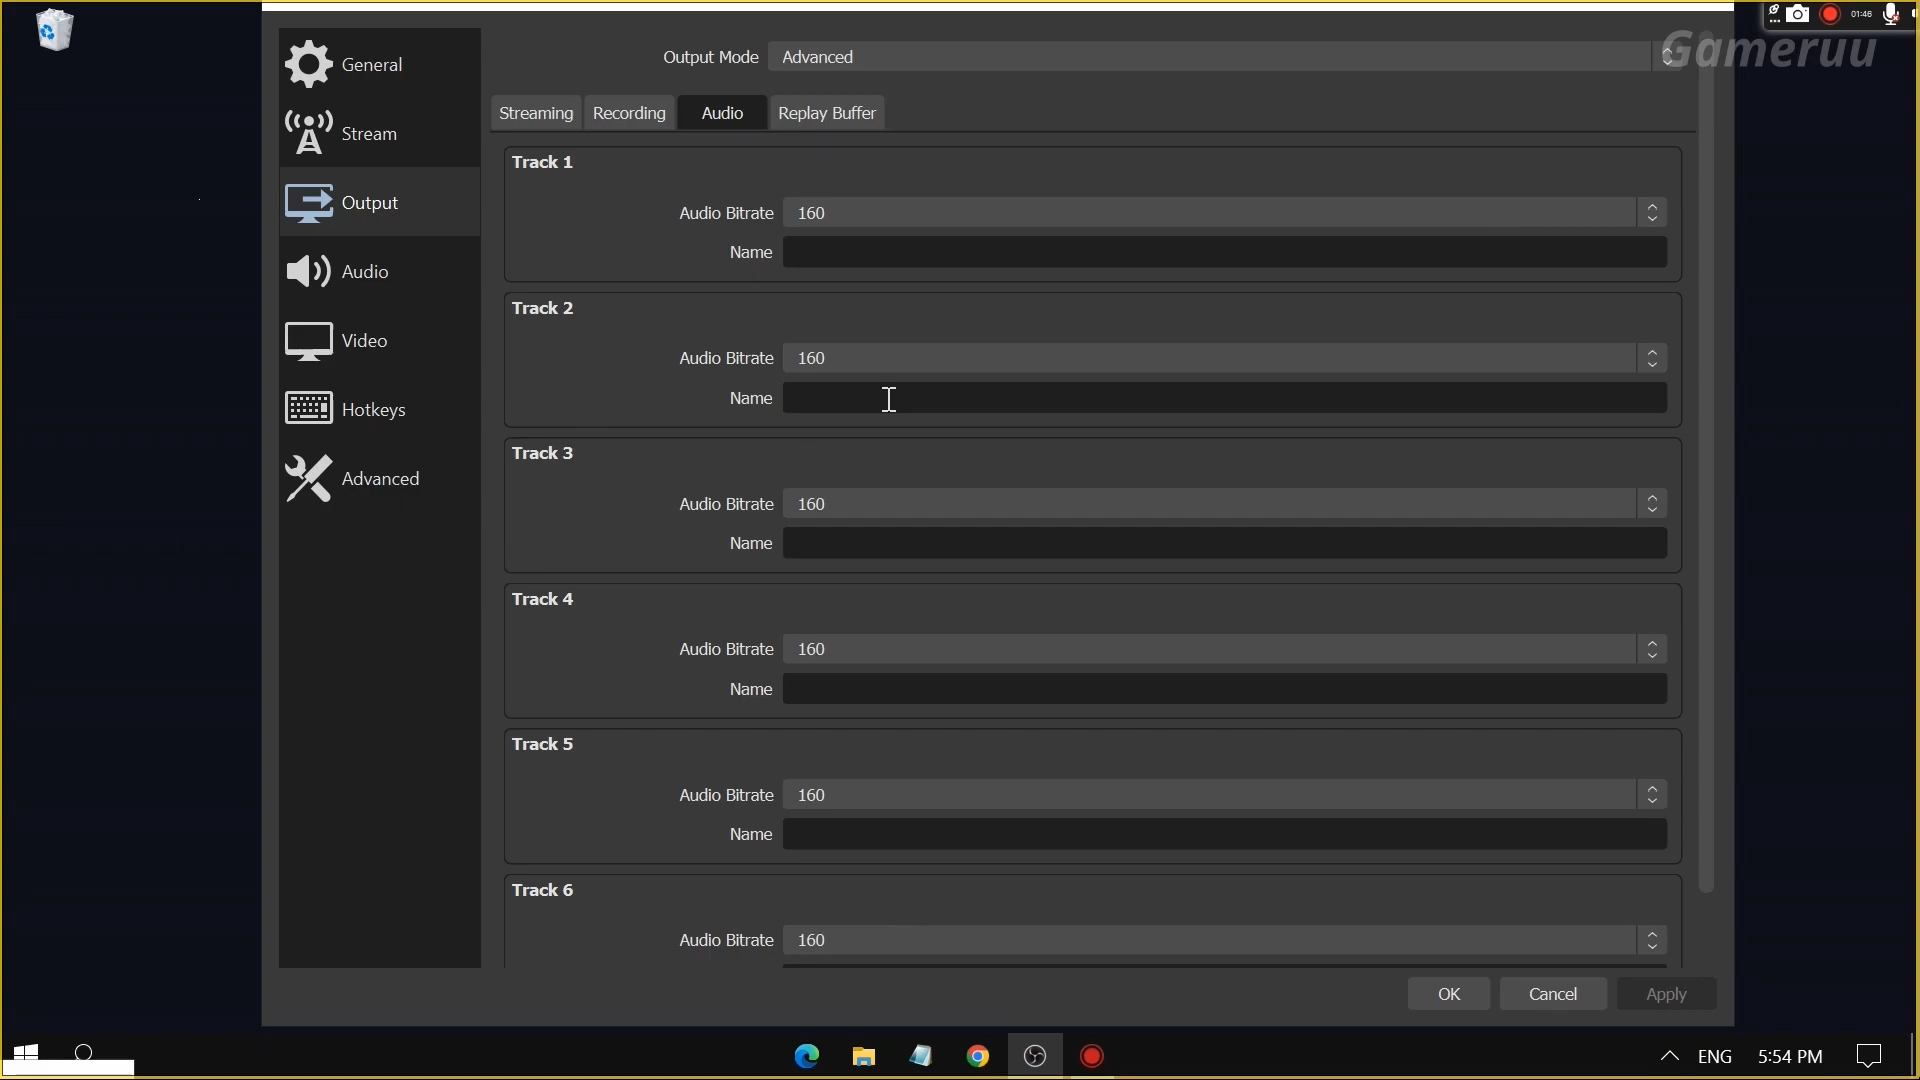 01:46
Gameruu
General
Stream
Output
Audio
Video
Hotkeys
Advanced
Output Mode Advanced
Streaming Recording Audio Replay Buffer
Track 1
Audio Bitrate 160
Name
Track 2
Audio Bitrate 160
Name
Track 3
Audio Bitrate 160
Name
Track 4
Audio Bitrate 160
Name
Track 5
Audio Bitrate 160
Name
Track 6
Audio Bitrate 160
OK Cancel Apply
ENG 5:54 PM